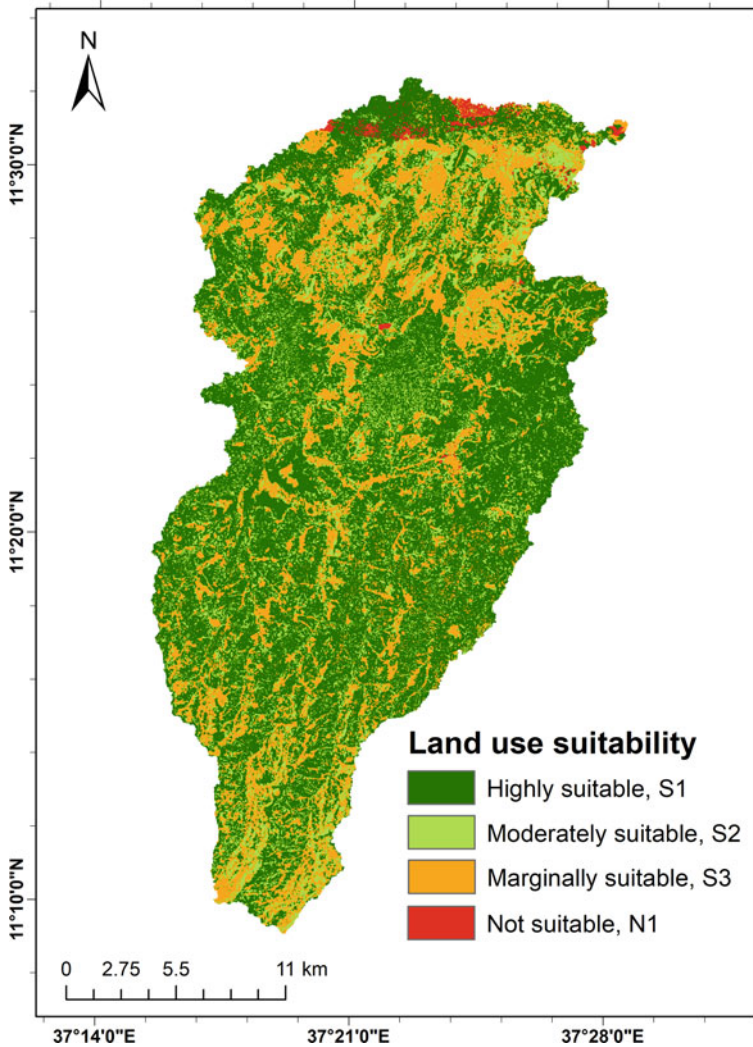 N
11°30'0"N
11°20'0"N
11°10'0"N
Land use suitability
Highly suitable, S1
Moderately suitable, S2
Marginally suitable, S3
Not suitable, N1
0 2.75 5.5 11 km
37°14'0"E 37°21'0"E 37°28'0"E